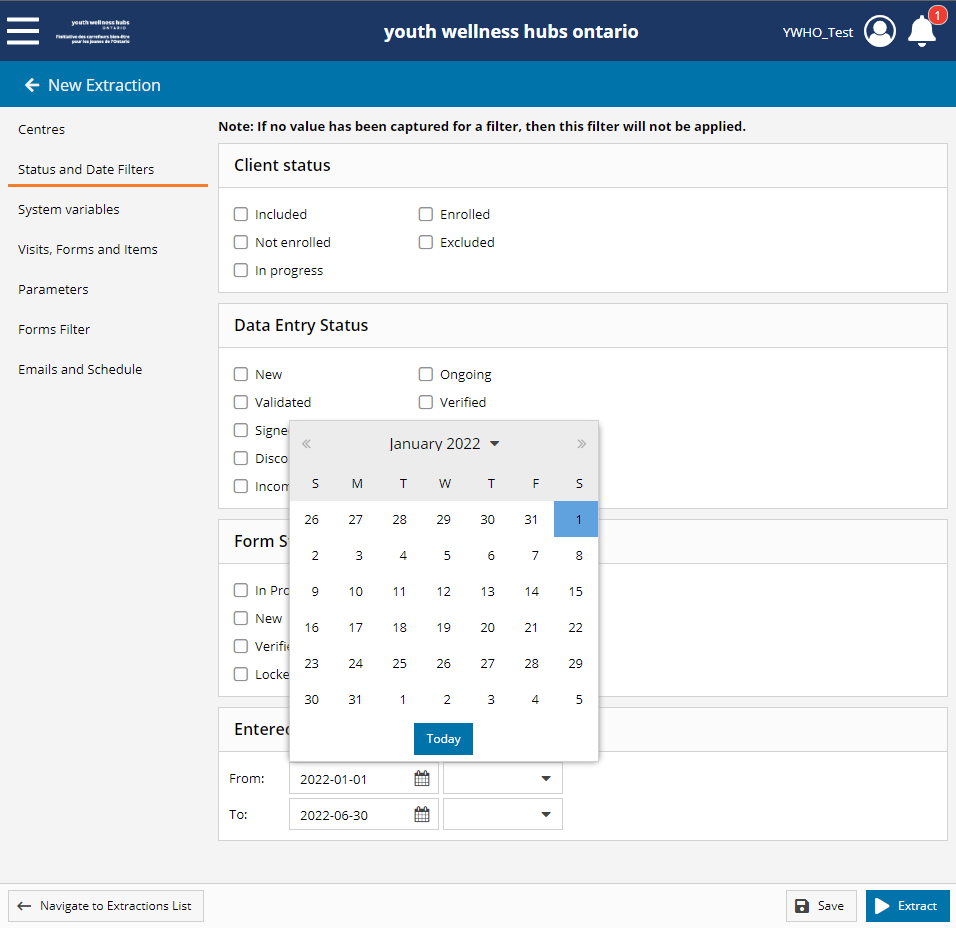 youth wellness hubs
ONTARIO
l'initiative des carrefours bien-être
pour les jeunes de l'Ontario
youth wellness hubs ontario
YWHO_Test
1
New Extraction
Centres
Status and Date Filters
System variables
Visits, Forms and Items
Parameters
Forms Filter
Emails and Schedule
Note: If no value has been captured for a filter, then this filter will not be applied.
Client status
Included Enrolled
Not enrolled Excluded
In progress
Data Entry Status
New Ongoing
Validated Verified
Signe
Disco
Incom
Form S
In Pro
New
Verifi
Locke
« January 2022 »
S M T W T F S
26 27 28 29 30 31 1
2 3 4 5 6 7 8
9 10 11 12 13 14 15
16 17 18 19 20 21 22
23 24 25 26 27 28 29
30 31 1 2 3 4 5
Today
Entered
From: 2022-01-01
To: 2022-06-30
Navigate to Extractions List
Save
Extract